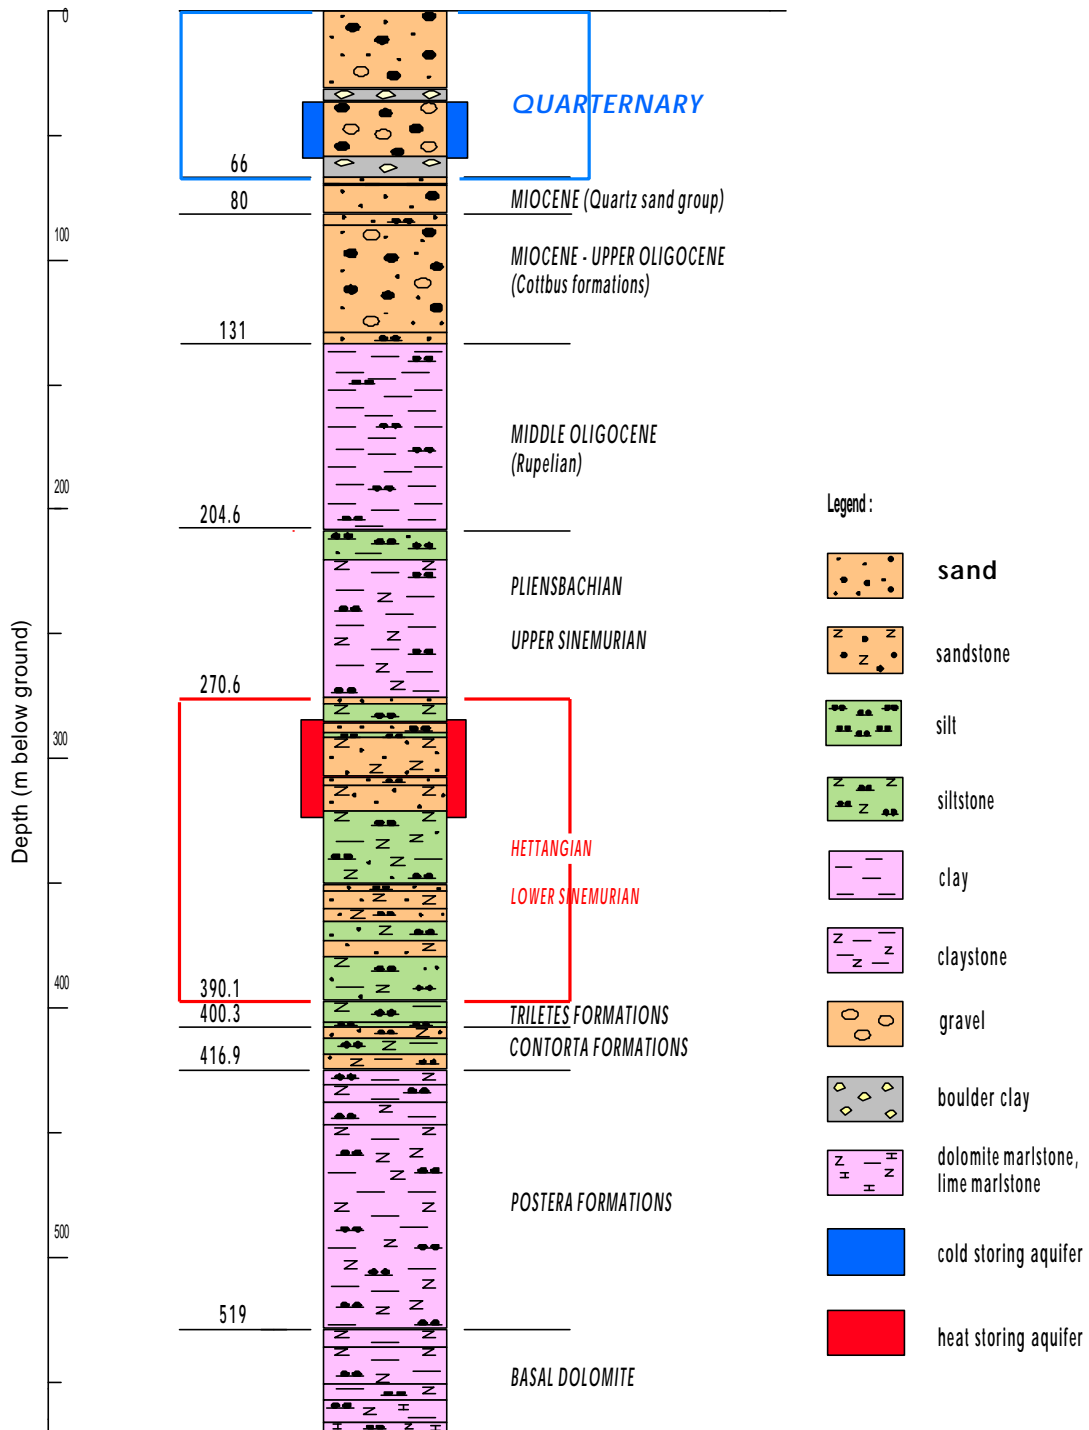 0
QUARTERNARY
66
MIOCENE (Quartz sand group)
80
100
MIOCENE - UPPER OLIGOCENE
(Cottbus formations)
131
MIDDLE OLIGOCENE
(Rupelian)
200
204.6
PLIENSBACHIAN
UPPER SINEMURIAN
270.6
300
HETTANGIAN
LOWER SINEMURIAN
400
390.1
400.3
TRILETES FORMATIONS
CONTORTA FORMATIONS
416.9
POSTERA FORMATIONS
500
519
BASAL DOLOMITE
Depth (m below ground)
Legend :
sand
sandstone
silt
siltstone
clay
claystone
gravel
boulder clay
dolomite marlstone,
lime marlstone
cold storing aquifer
heat storing aquifer